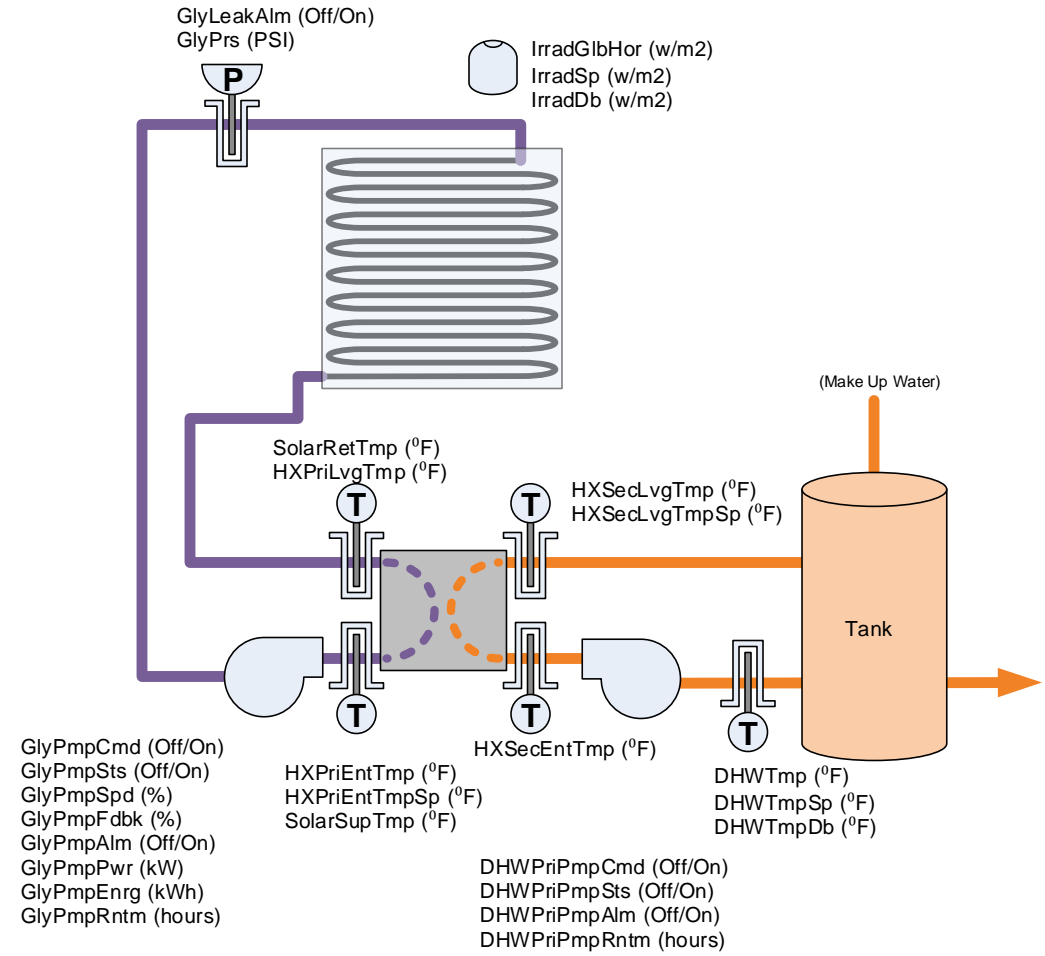 GlyLeakAlm (Off/On)
GlyPrs (PSI)
P
IrradGlbHor (w/m2)
IrradSp (w/m2)
IrradDb (w/m2)
(Make Up Water)
SolarRetTmp (⁰F)
HXPriLvgTmp (⁰F)
T
T
HXSecLvgTmp (⁰F)
HXSecLvgTmpSp (⁰F)
Tank
T
T
T
HXSecEntTmp (⁰F)
GlyPmpCmd (Off/On)
GlyPmpSts (Off/On)
GlyPmpSpd (%)
GlyPmpFdbk (%)
GlyPmpAlm (Off/On)
GlyPmpPwr (kW)
GlyPmpEnrg (kWh)
GlyPmpRntm (hours)
HXPriEntTmp (⁰F)
HXPriEntTmpSp (⁰F)
SolarSupTmp (⁰F)
DHWTmp (⁰F)
DHWTmpSp (⁰F)
DHWTmpDb (⁰F)
DHWPriPmpCmd (Off/On)
DHWPriPmpSts (Off/On)
DHWPriPmpAlm (Off/On)
DHWPriPmpRntm (hours)